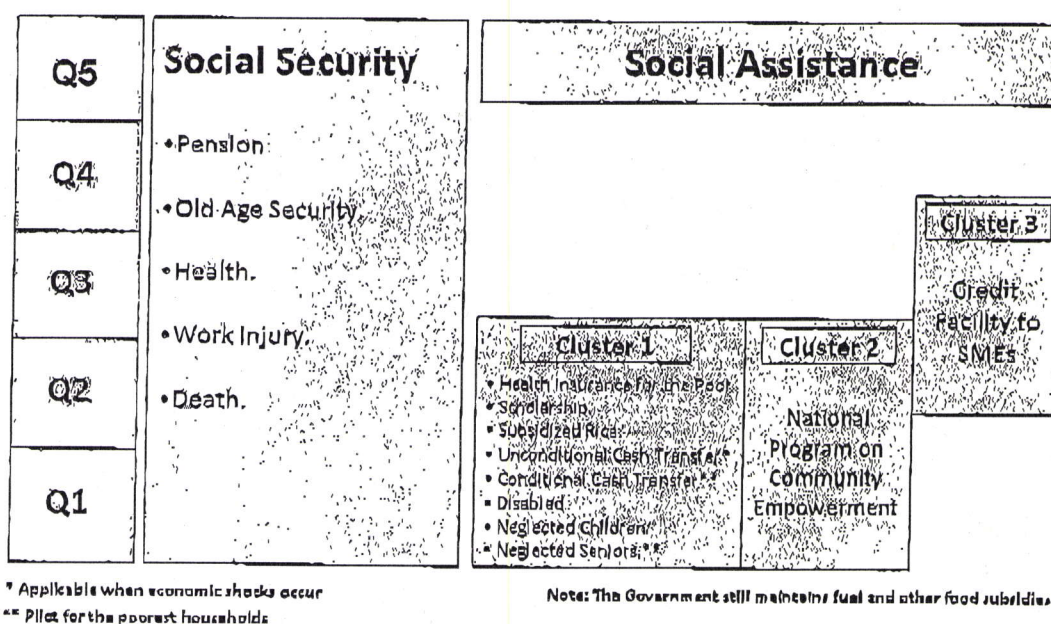 Q5
Q4
Q3
Q2
Q1
Social Security
•Pension
•Old Age Security.
•Health.
•Work Injury.
•Death.
Social Assistance
Cluster 1
• Health Insurance for the Poor
• Scholarship
• Subsidized Rice
• Unconditional Cash Transfer*
• Conditional Cash Transfer**
• Disabled
• Neglected Children
• Neglected Seniors**
Cluster 2
National
Program on
Community
Empowerment
Cluster 3
Credit
Facility to
SMEs
* Applicable when economic shocks occur
** Pilot for the poorest households
Note: The Government still maintains fuel and other food subsidies